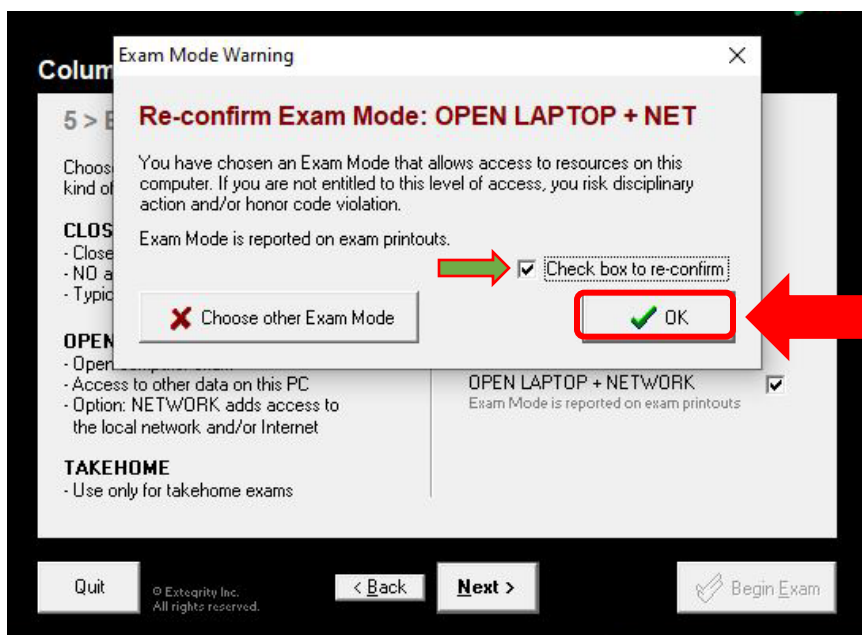 Exam Mode Warning
Colum
5 > E
Re-confirm Exam Mode: OPEN LAPTOP + NET
You have chosen an Exam Mode that allows access to resources on this
computer. If you are not entitled to this level of access, you risk disciplinary
action and/or honor code violation.
Exam Mode is reported on exam printouts.
Check box to re-confirm
Choose other Exam Mode
OK
Choos
kind of
CLOS
- Close
- NO a
- Typic
OPEN
- Open
- Access to other data on this PC
- Option: NETWORK adds access to
the local network and/or Internet
TAKEHOME
- Use only for takehome exams
OPEN LAPTOP + NETWORK
Exam Mode is reported on exam printouts
Quit
© Extegrity Inc.
All rights reserved.
< Back
Next >
Begin Exam